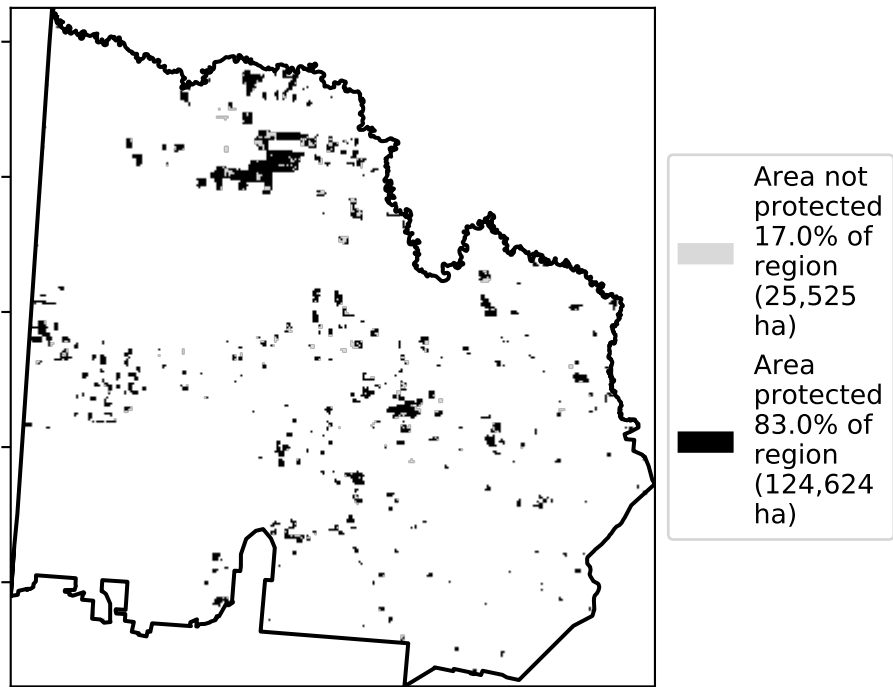 Area not
protected
17.0% of
region
(25,525
ha)
Area
protected
83.0% of
region
(124,624
ha)